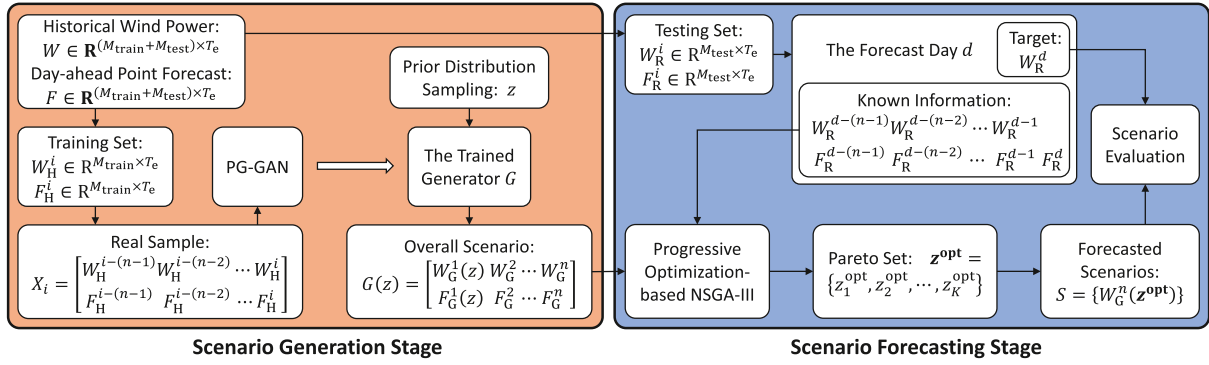 Historical Wind Power:
W ∈ R^{(M_train+M_test)×T_e}
Day-ahead Point Forecast:
F ∈ R^{(M_train+M_test)×T_e}
Training Set:
W_H^i ∈ R^{M_train×T_e}
F_H^i ∈ R^{M_train×T_e}
Real Sample:
X_i = [W_H^{i-(n-1)} W_H^{i-(n-2)} ⋯ W_H^i
F_H^{i-(n-1)} F_H^{i-(n-2)} ⋯ F_H^i]
PG-GAN
Prior Distribution
Sampling: z
The Trained
Generator G
Overall Scenario:
G(z) = [W_G^1(z) W_G^2 ⋯ W_G^n
F_G^1(z) F_G^2 ⋯ F_G^n]
Scenario Generation Stage
Testing Set:
W_R^i ∈ R^{M_test×T_e}
F_R^i ∈ R^{M_test×T_e}
The Forecast Day d
Target:
W_R^d
Known Information:
W_R^{d-(n-1)} W_R^{d-(n-2)} ⋯ W_R^{d-1}
F_R^{d-(n-1)} F_R^{d-(n-2)} ⋯ F_R^{d-1} F_R^d
Scenario
Evaluation
Progressive
Optimization-
based NSGA-III
Pareto Set: z^opt =
{z_1^opt, z_2^opt, ⋯, z_K^opt}
Forecasted
Scenarios:
S = {W_G^n(z^opt)}
Scenario Forecasting Stage